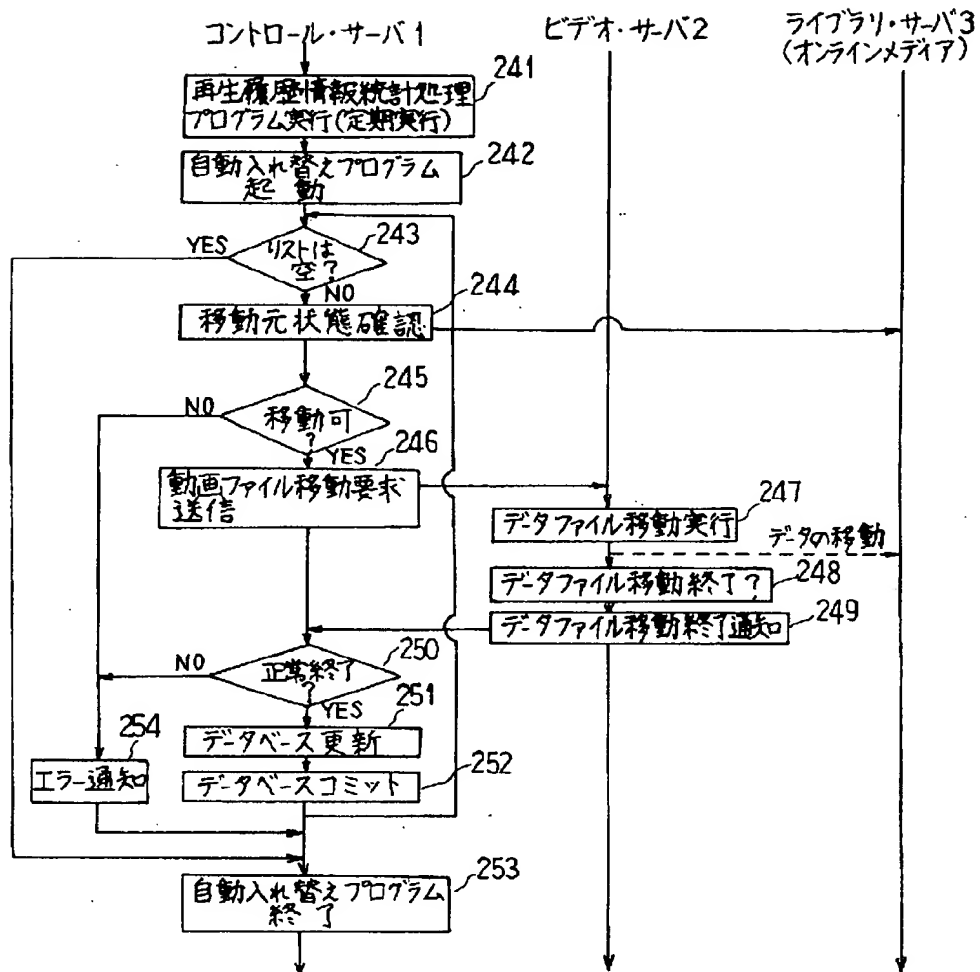 コントロール・サーバ1
ビデオ・サーバ2
ライブラリ・サーバ3
(オンラインメディア)
241
再生履歴情報統計処理
プログラム実行(定期実行)
242
自動入れ替えプログラム
起動
243
YES
リストは
空?
NO
244
移動元状態確認
245
NO
移動可
?
YES
246
動画ファイル移動要求
送信
247
データファイル移動実行
データの移動
データファイル移動終了?
248
249
データファイル移動終了通知
250
NO
正常終了
?
YES
251
データベース更新
252
データベースコミット
254
エラー通知
253
自動入れ替えプログラム
終了